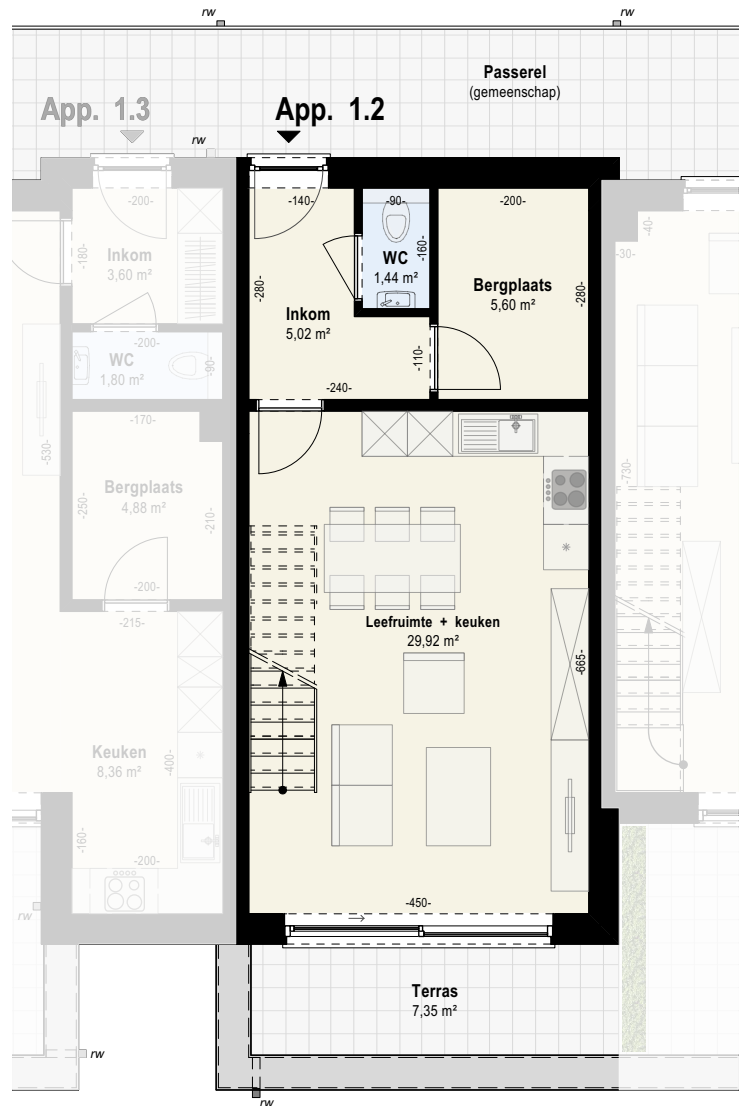 rw
rw
Passerel
(gemeenschap)
App. 1.3
App. 1.2
rw
-200-
-140-
-90-
-200-
-40-
-180-
Inkom
3,60 m²
-30-
-160-
WC
1,44 m²
-280-
Bergplaats
5,60 m²
-280-
Inkom
5,02 m²
-200-
WC
1,80 m²
-90-
-110-
-240-
-170-
-530-
-730-
Bergplaats
4,88 m²
-250-
-210-
-200-
-215-
Leefruimte + keuken
29,92 m²
-665-
Keuken
8,36 m²
-400-
-160-
-200-
-450-
rw
Terras
7,35 m²
rw
rw